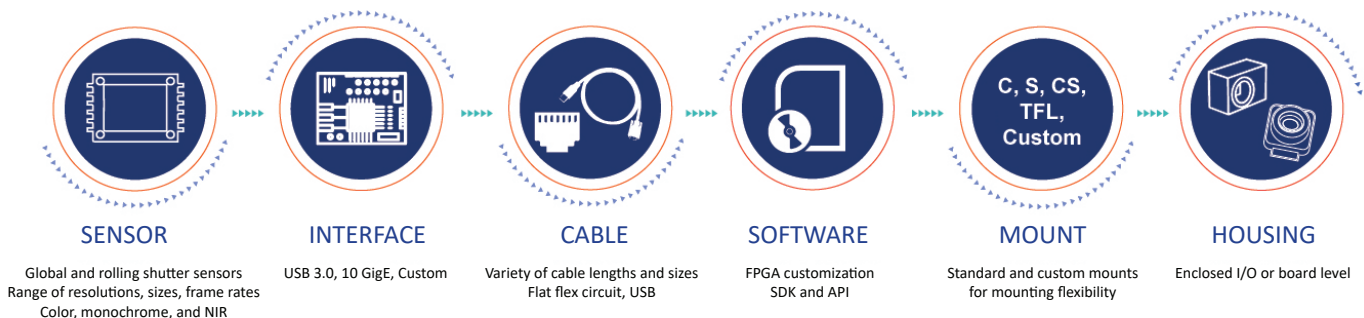 C, S, CS,
TFL,
Custom
SENSOR
Global and rolling shutter sensors
Range of resolutions, sizes, frame rates
Color, monochrome, and NIR
INTERFACE
USB 3.0, 10 GigE, Custom
CABLE
Variety of cable lengths and sizes
Flat flex circuit, USB
SOFTWARE
FPGA customization
SDK and API
MOUNT
Standard and custom mounts
for mounting flexibility
HOUSING
Enclosed I/O or board level